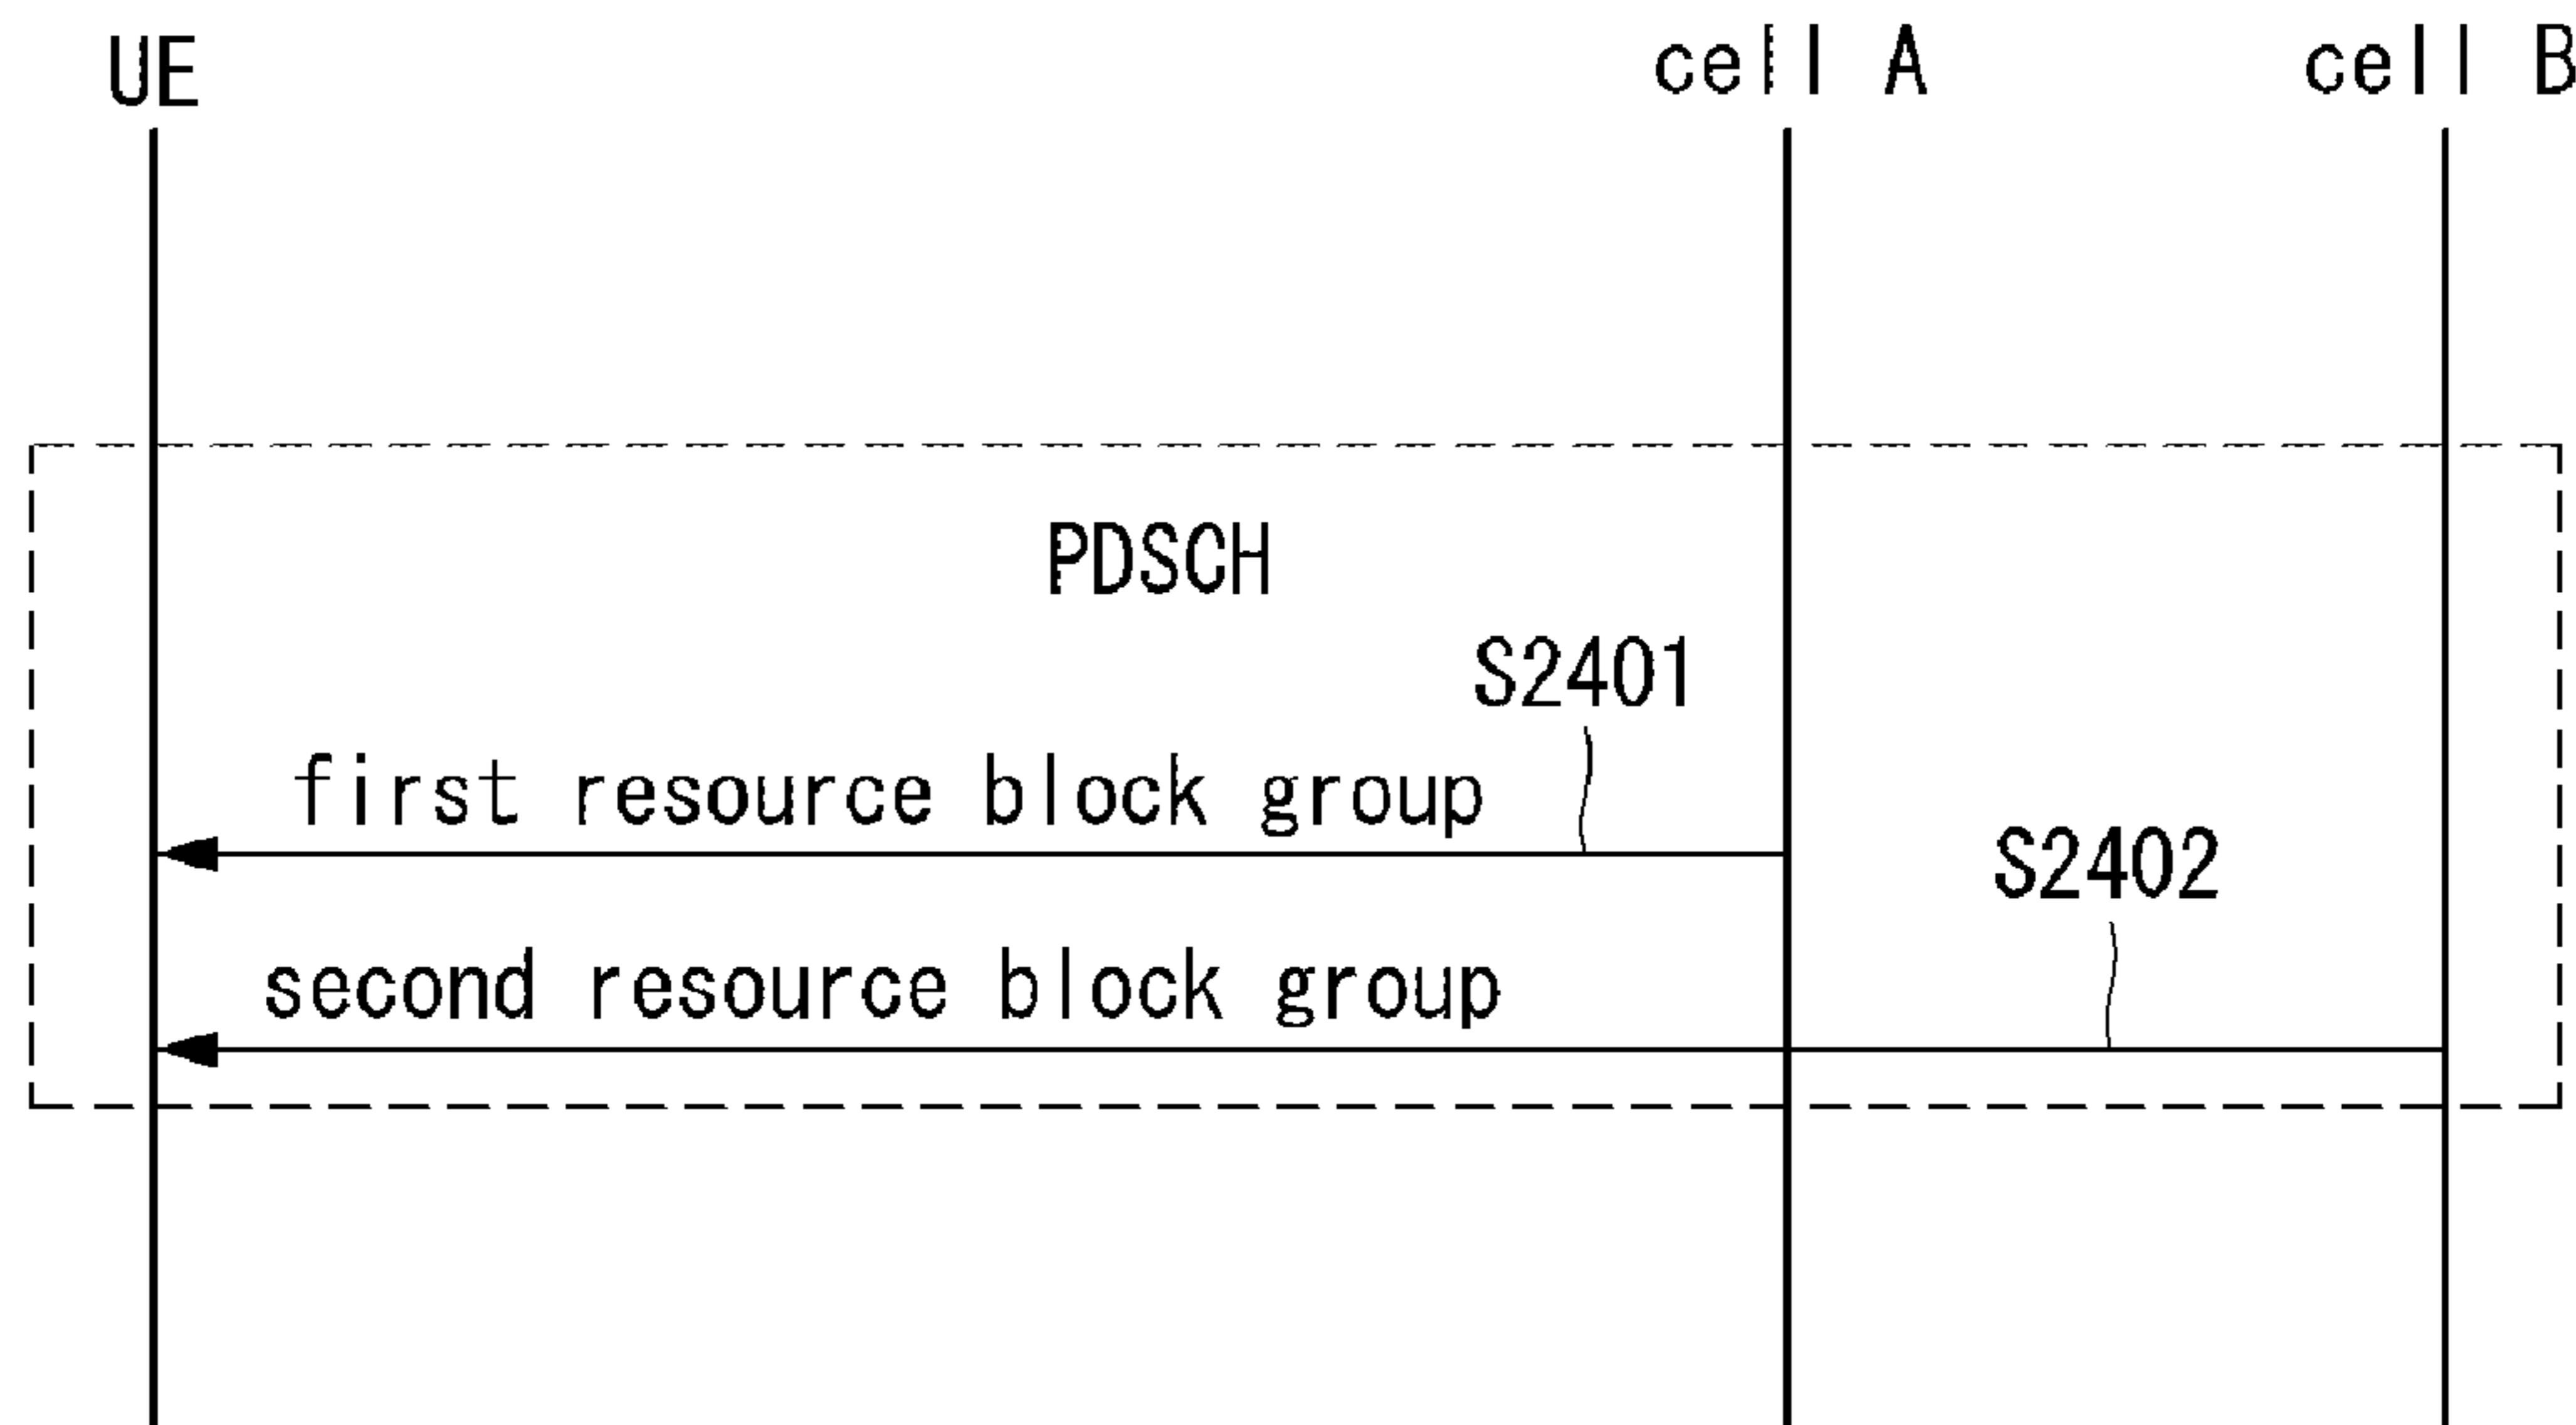 UE cell A cell B
PDSCH
S2401
first resource block group
S2402
second resource block group